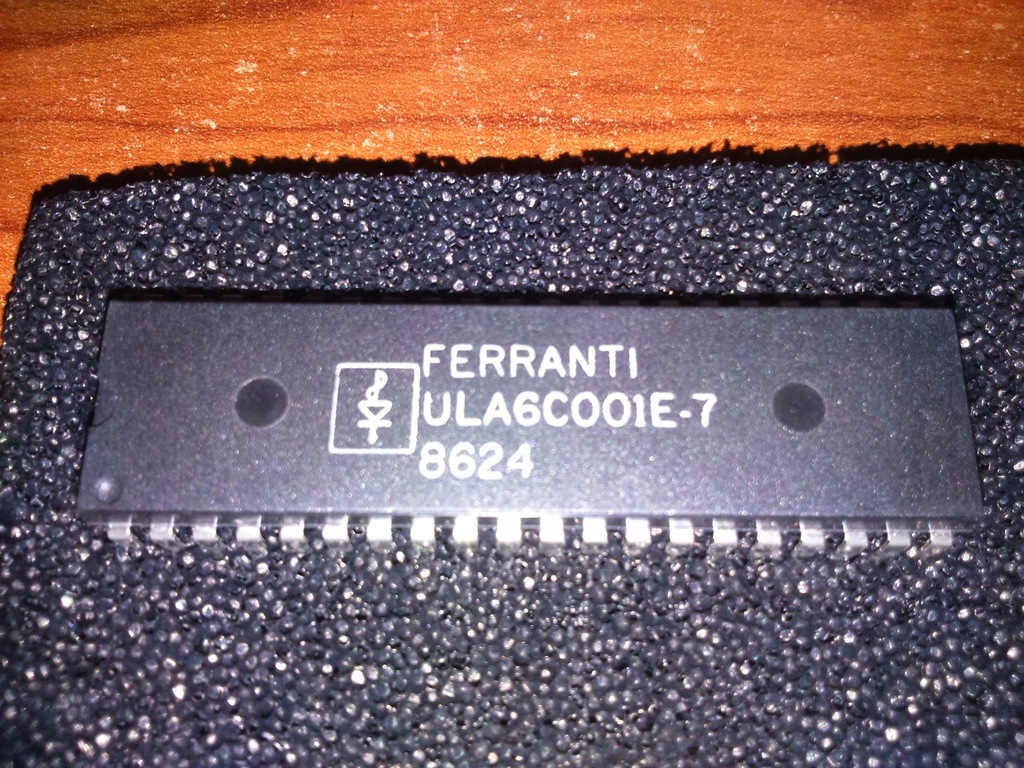 FERRANTI
ULA6C001E-7
8624